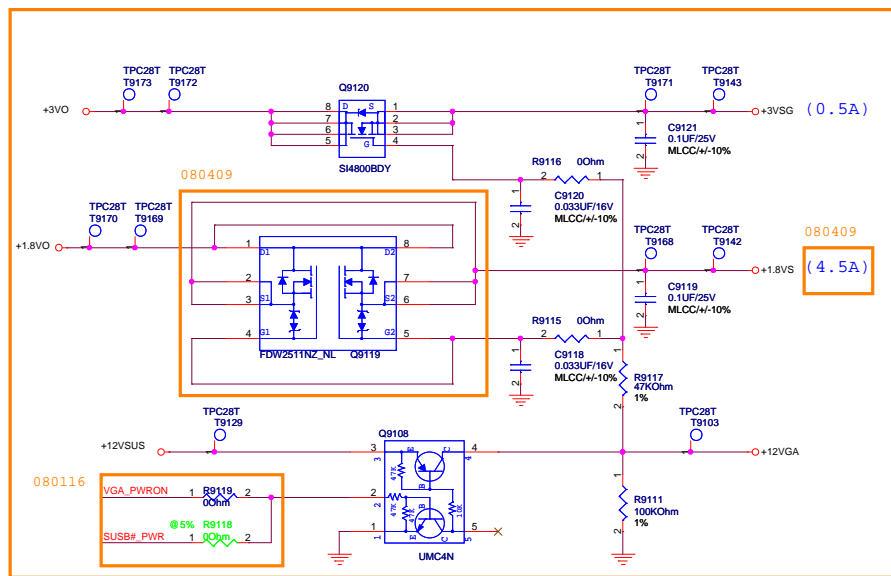 TPC28T TPC28T
T9173 T9172
Q9120
TPC28T TPC28T
T9171 T9143
+3VO
8 D S 1
7 2
6 3
5 G 4
SI4800BDY
+3VSG (0.5A)
C9121
0.1UF/25V
MLCC/+/-10%
R9116 0Ohm
2 1
C9120
0.033UF/16V
MLCC/+/-10%
080409
TPC28T TPC28T
T9170 T9169
+1.8VO
1 D1 D2 8
2 7
3 S1 S2 6
4 G1 G2 5
FDW2511NZ_NL Q9119
TPC28T TPC28T
T9168 T9142
080409
+1.8VS (4.5A)
C9119
0.1UF/25V
MLCC/+/-10%
R9115 0Ohm
2 1
C9118
0.033UF/16V
MLCC/+/-10%
R9117
47KOhm
1%
TPC28T
T9129
Q9108
TPC28T
T9103
+12VSUS
3 4
+12VGA
080116
VGA_PWRON 1 R9119 2
0Ohm
@5% R9118
SUSB#_PWR 1 0Ohm 2
47K
B
47K 47K B 10K
E C
2
1 5
UMC4N
R9111
100KOhm
1%